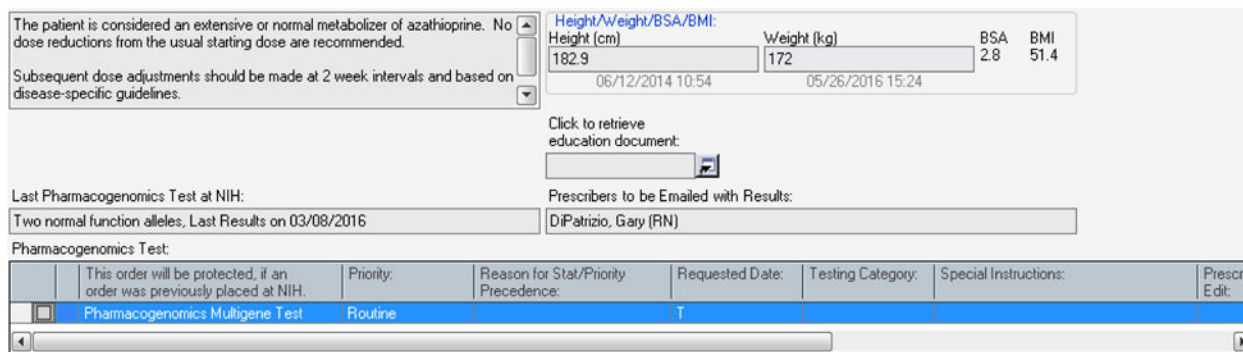 The patient is considered an extensive or normal metabolizer of azathioprine. No
dose reductions from the usual starting dose are recommended.
Subsequent dose adjustments should be made at 2 week intervals and based on
disease-specific guidelines.
Height/Weight/BSA/BMI:
Height (cm) Weight (kg) BSA BMI
182.9 172 2.8 51.4
06/12/2014 10:54 05/26/2016 15:24
Click to retrieve
education document:
Last Pharmacogenomics Test at NIH: Prescribers to be Emailed with Results:
Two normal function alleles, Last Results on 03/08/2016 DiPatrizio, Gary (RN)
Pharmacogenomics Test:
This order will be protected, if an Priority: Reason for Stat/Priority Requested Date: Testing Category: Special Instructions: Prescr
order was previously placed at NIH. Precedence: Edit:
Pharmacogenomics Multigene Test Routine T